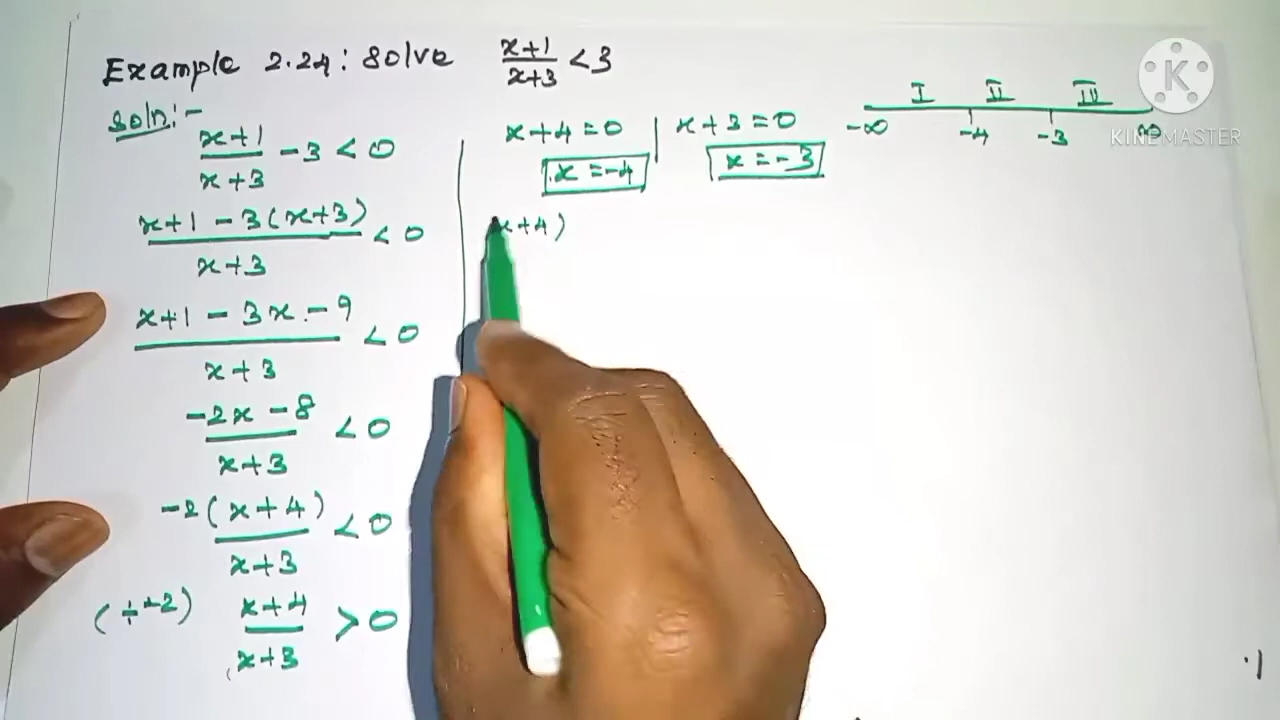 Example 2.24: Solve x+1/x+3 < 3
Soln:-
x+1/x+3 - 3 < 0
x+1 - 3(x+3)/x+3 < 0
x+1 - 3x - 9/x+3 < 0
-2x - 8/x+3 < 0
-2(x+4)/x+3 < 0
(÷ -2) x+4/x+3 > 0
x+4=0 | x+3=0
x=-4 x=-3
x+4)
I II III
-∞ -4 -3 ∞
K
KINEMASTER